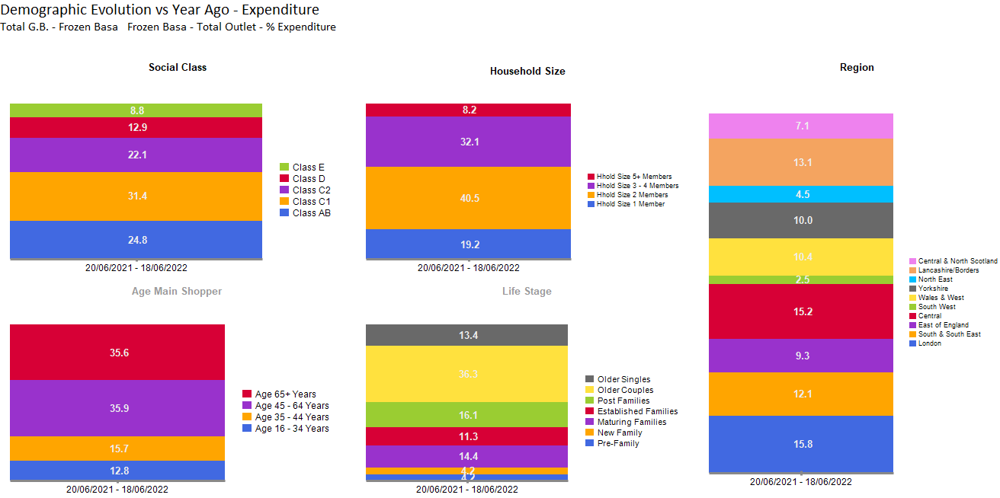 Demographic Evolution vs Year Ago - Expenditure
Total G.B. - Frozen Basa   Frozen Basa - Total Outlet - % Expenditure
Social Class
8.8
12.9
22.1
31.4
24.8
20/06/2021 - 18/06/2022
Class E
Class D
Class C2
Class C1
Class AB
Household Size
8.2
32.1
40.5
19.2
20/06/2021 - 18/06/2022
Hhold Size 5+ Members
Hhold Size 3 - 4 Members
Hhold Size 2 Members
Hhold Size 1 Member
Region
7.1
13.1
4.5
10.0
10.4
2.5
15.2
9.3
12.1
15.8
20/06/2021 - 18/06/2022
Central & North Scotland
Lancashire/Borders
North East
Yorkshire
Wales & West
South West
Central
East of England
South & South East
London
Age Main Shopper
35.6
35.9
15.7
12.8
20/06/2021 - 18/06/2022
Age 65+ Years
Age 45 - 64 Years
Age 35 - 44 Years
Age 16 - 34 Years
Life Stage
13.4
36.3
16.1
11.3
14.4
4.2
4.2
20/06/2021 - 18/06/2022
Older Singles
Older Couples
Post Families
Established Families
Maturing Families
New Family
Pre-Family